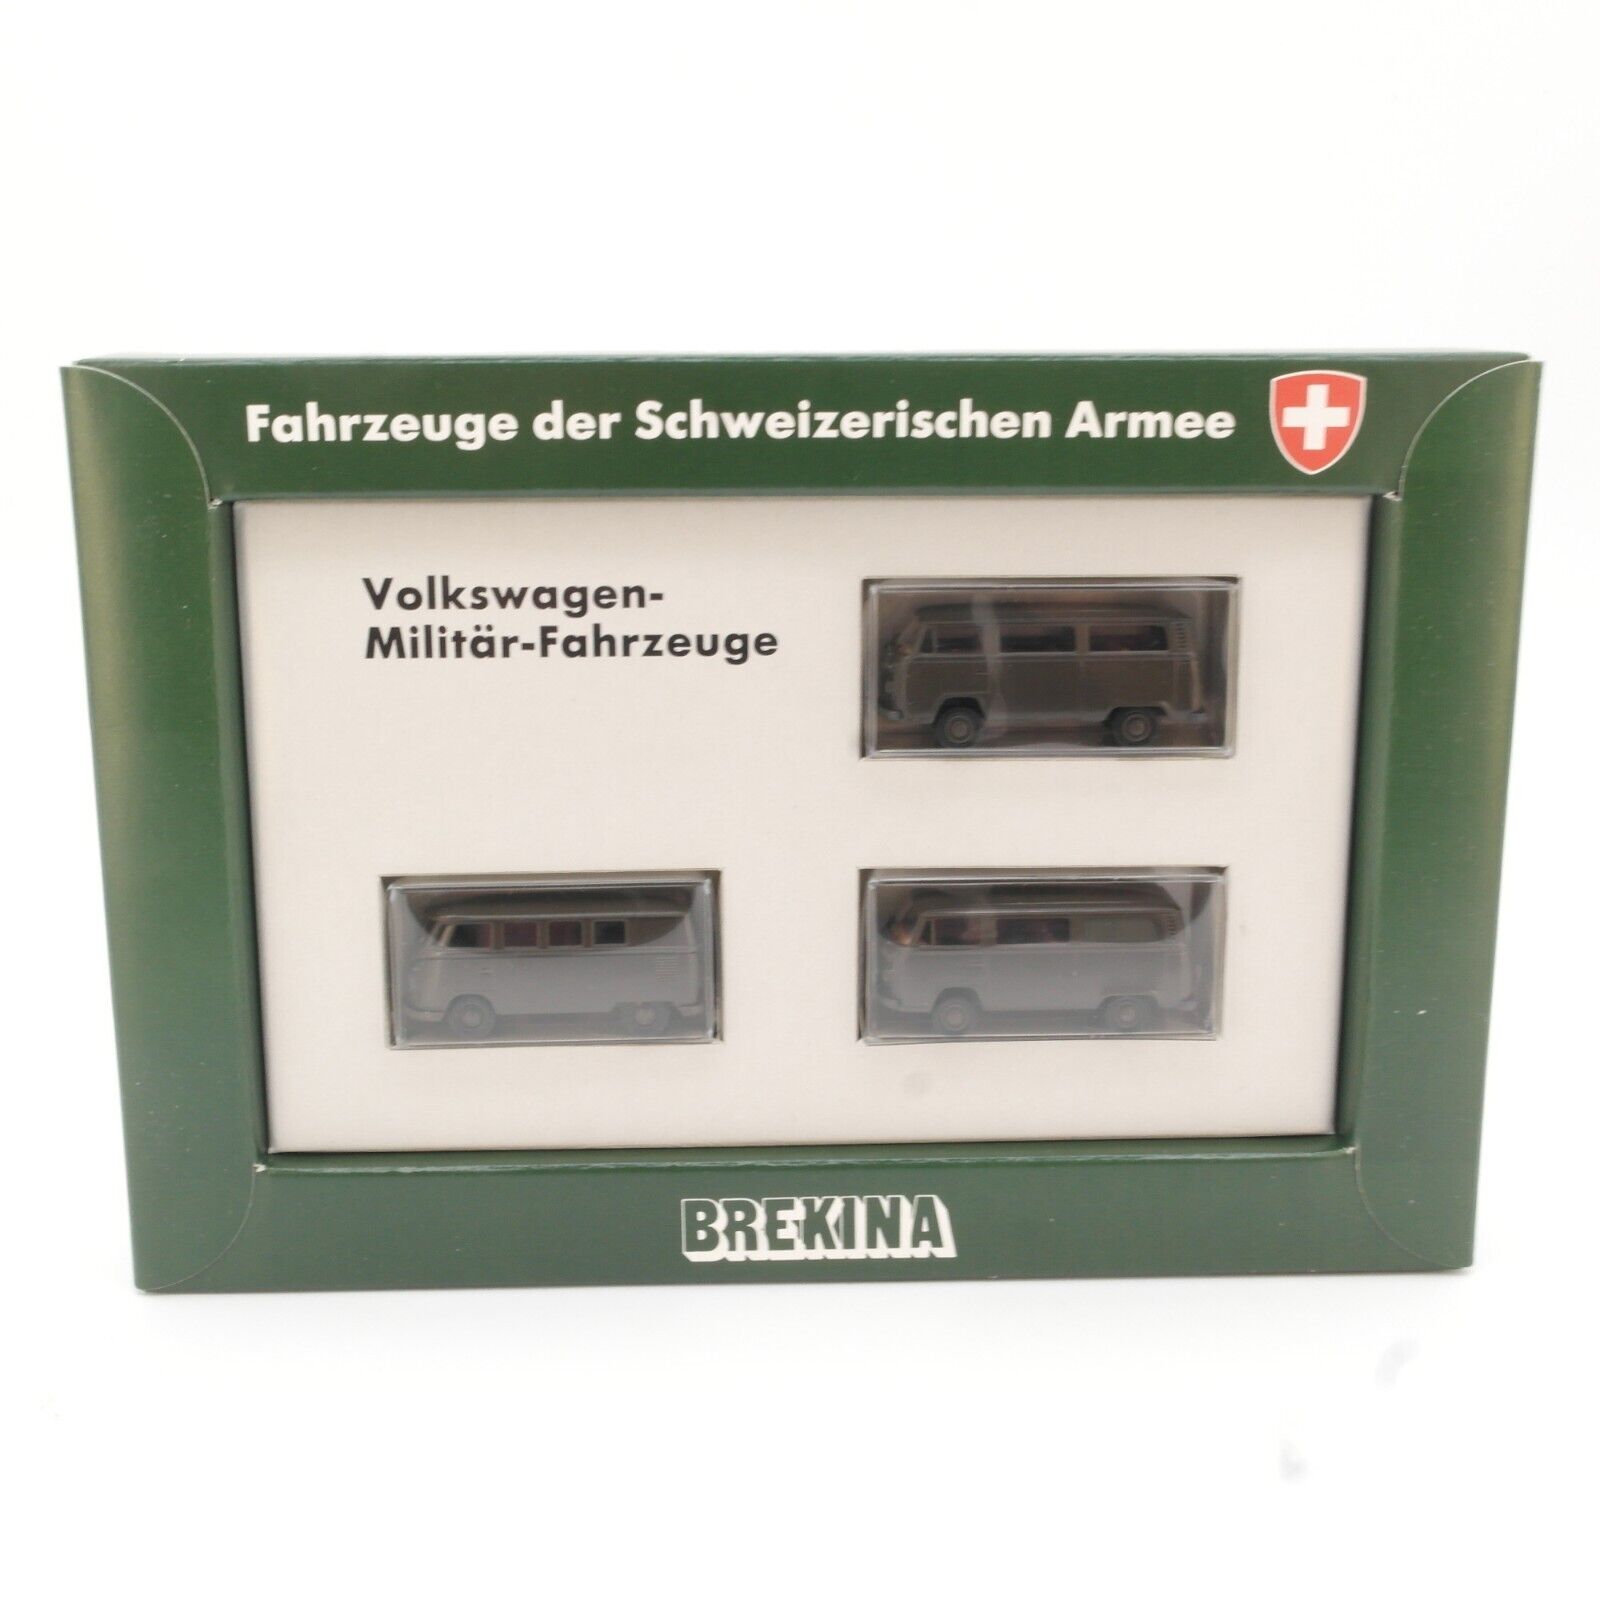 Fahrzeuge der Schweizerischen Armee
Volkswagen-
Militär-Fahrzeuge
BREKINA